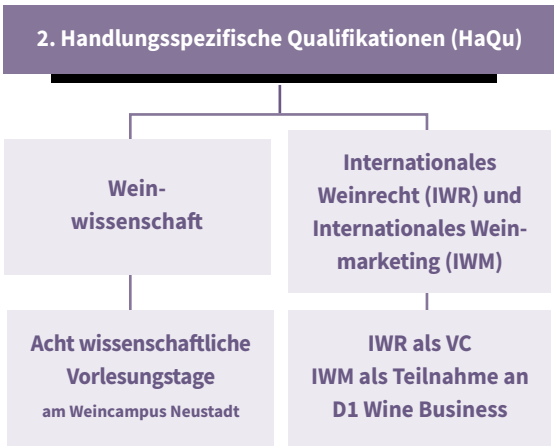 2. Handlungsspezifische Qualifikationen (HaQu)
Wein-
wissenschaft
Internationales
Weinrecht (IWR) und
Internationales Wein-
marketing (IWM)
Acht wissenschaftliche
Vorlesungstage
am Weincampus Neustadt
IWR als VC
IWM als Teilnahme an
D1 Wine Business